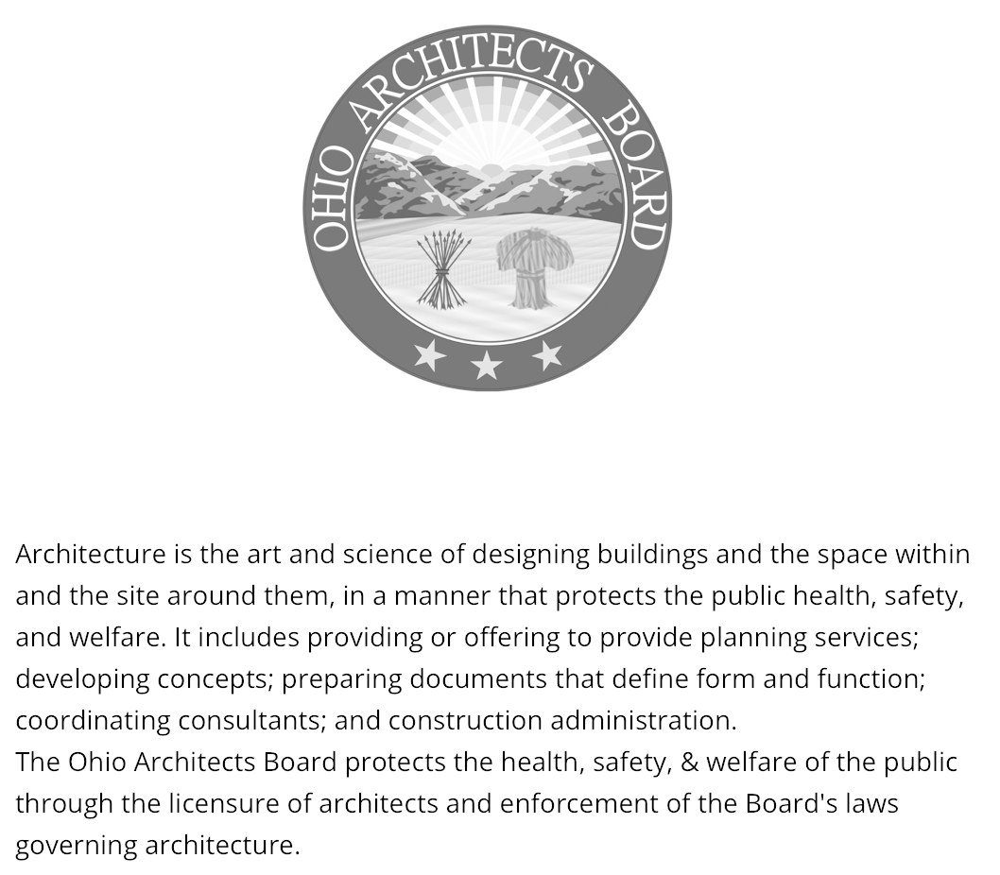 OHIO ARCHITECTS BOARD
Architecture is the art and science of designing buildings and the space within
and the site around them, in a manner that protects the public health, safety,
and welfare. It includes providing or offering to provide planning services;
developing concepts; preparing documents that define form and function;
coordinating consultants; and construction administration.
The Ohio Architects Board protects the health, safety, & welfare of the public
through the licensure of architects and enforcement of the Board's laws
governing architecture.